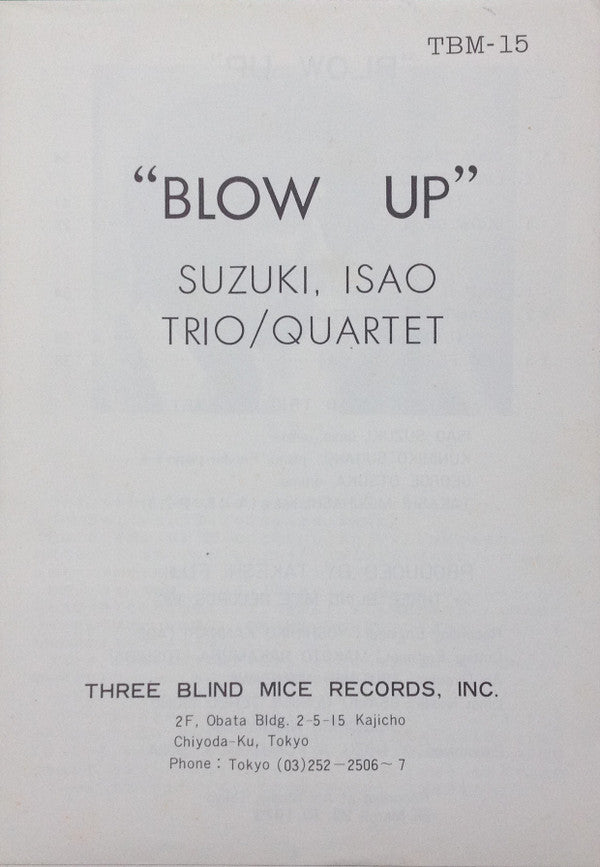 TBM-15
“BLOW UP”
SUZUKI, ISAO
TRIO/QUARTET
THREE BLIND MICE RECORDS, INC.
2F, Obata Bldg. 2-5-15 Kajicho
Chiyoda-Ku, Tokyo
Phone : Tokyo (03)252-2506~7